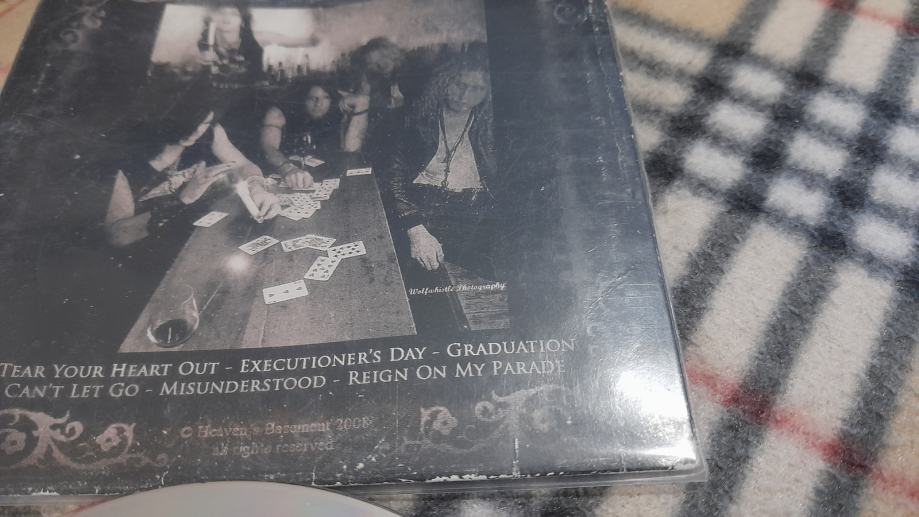 Wolfwhistle Photography
TEAR YOUR HEART OUT - EXECUTIONER'S DAY - GRADUATION
CAN'T LET GO - MISUNDERSTOOD - REIGN ON MY PARADE
© Heaven's Basement 2008
all rights reserved